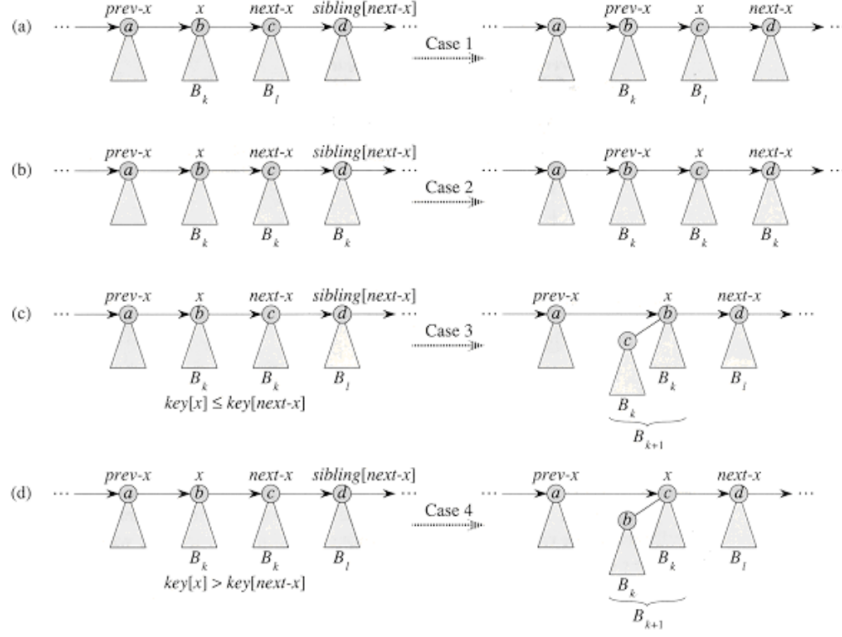 prev-x x next-x sibling[next-x] prev-x x next-x
(a) ... a b c d ... Case 1 ... a b c d ...
B_k B_l B_k B_l
prev-x x next-x sibling[next-x] prev-x x next-x
(b) ... a b c d ... Case 2 ... a b c d ...
B_k B_k B_k B_k B_k B_k
prev-x x next-x sibling[next-x] prev-x x next-x
(c) ... a b c d ... Case 3 ... a b d ...
c
B_k B_k B_l B_k B_l
key[x] ≤ key[next-x] B_k
B_{k+1}
prev-x x next-x sibling[next-x] prev-x x next-x
(d) ... a b c d ... Case 4 ... a c d ...
b
B_k B_k B_l B_k B_l
key[x] > key[next-x] B_k
B_{k+1}